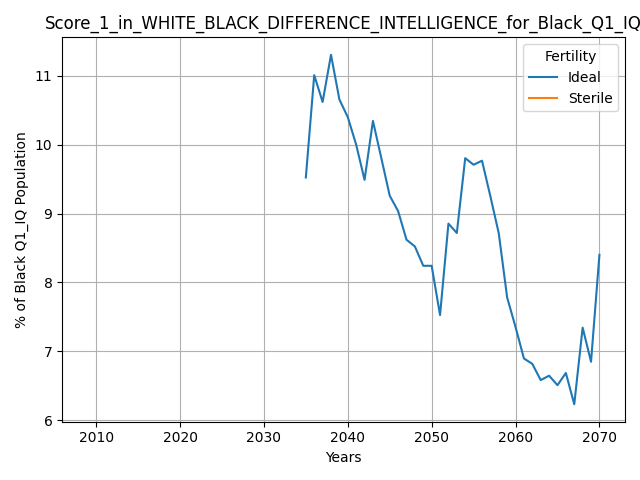 Score_1_in_WHITE_BLACK_DIFFERENCE_INTELLIGENCE_for_Black_Q1_IQ
Fertility
Ideal
Sterile
% of Black Q1_IQ Population
11
10
9
8
7
6
2010 2020 2030 2040 2050 2060 2070
Years